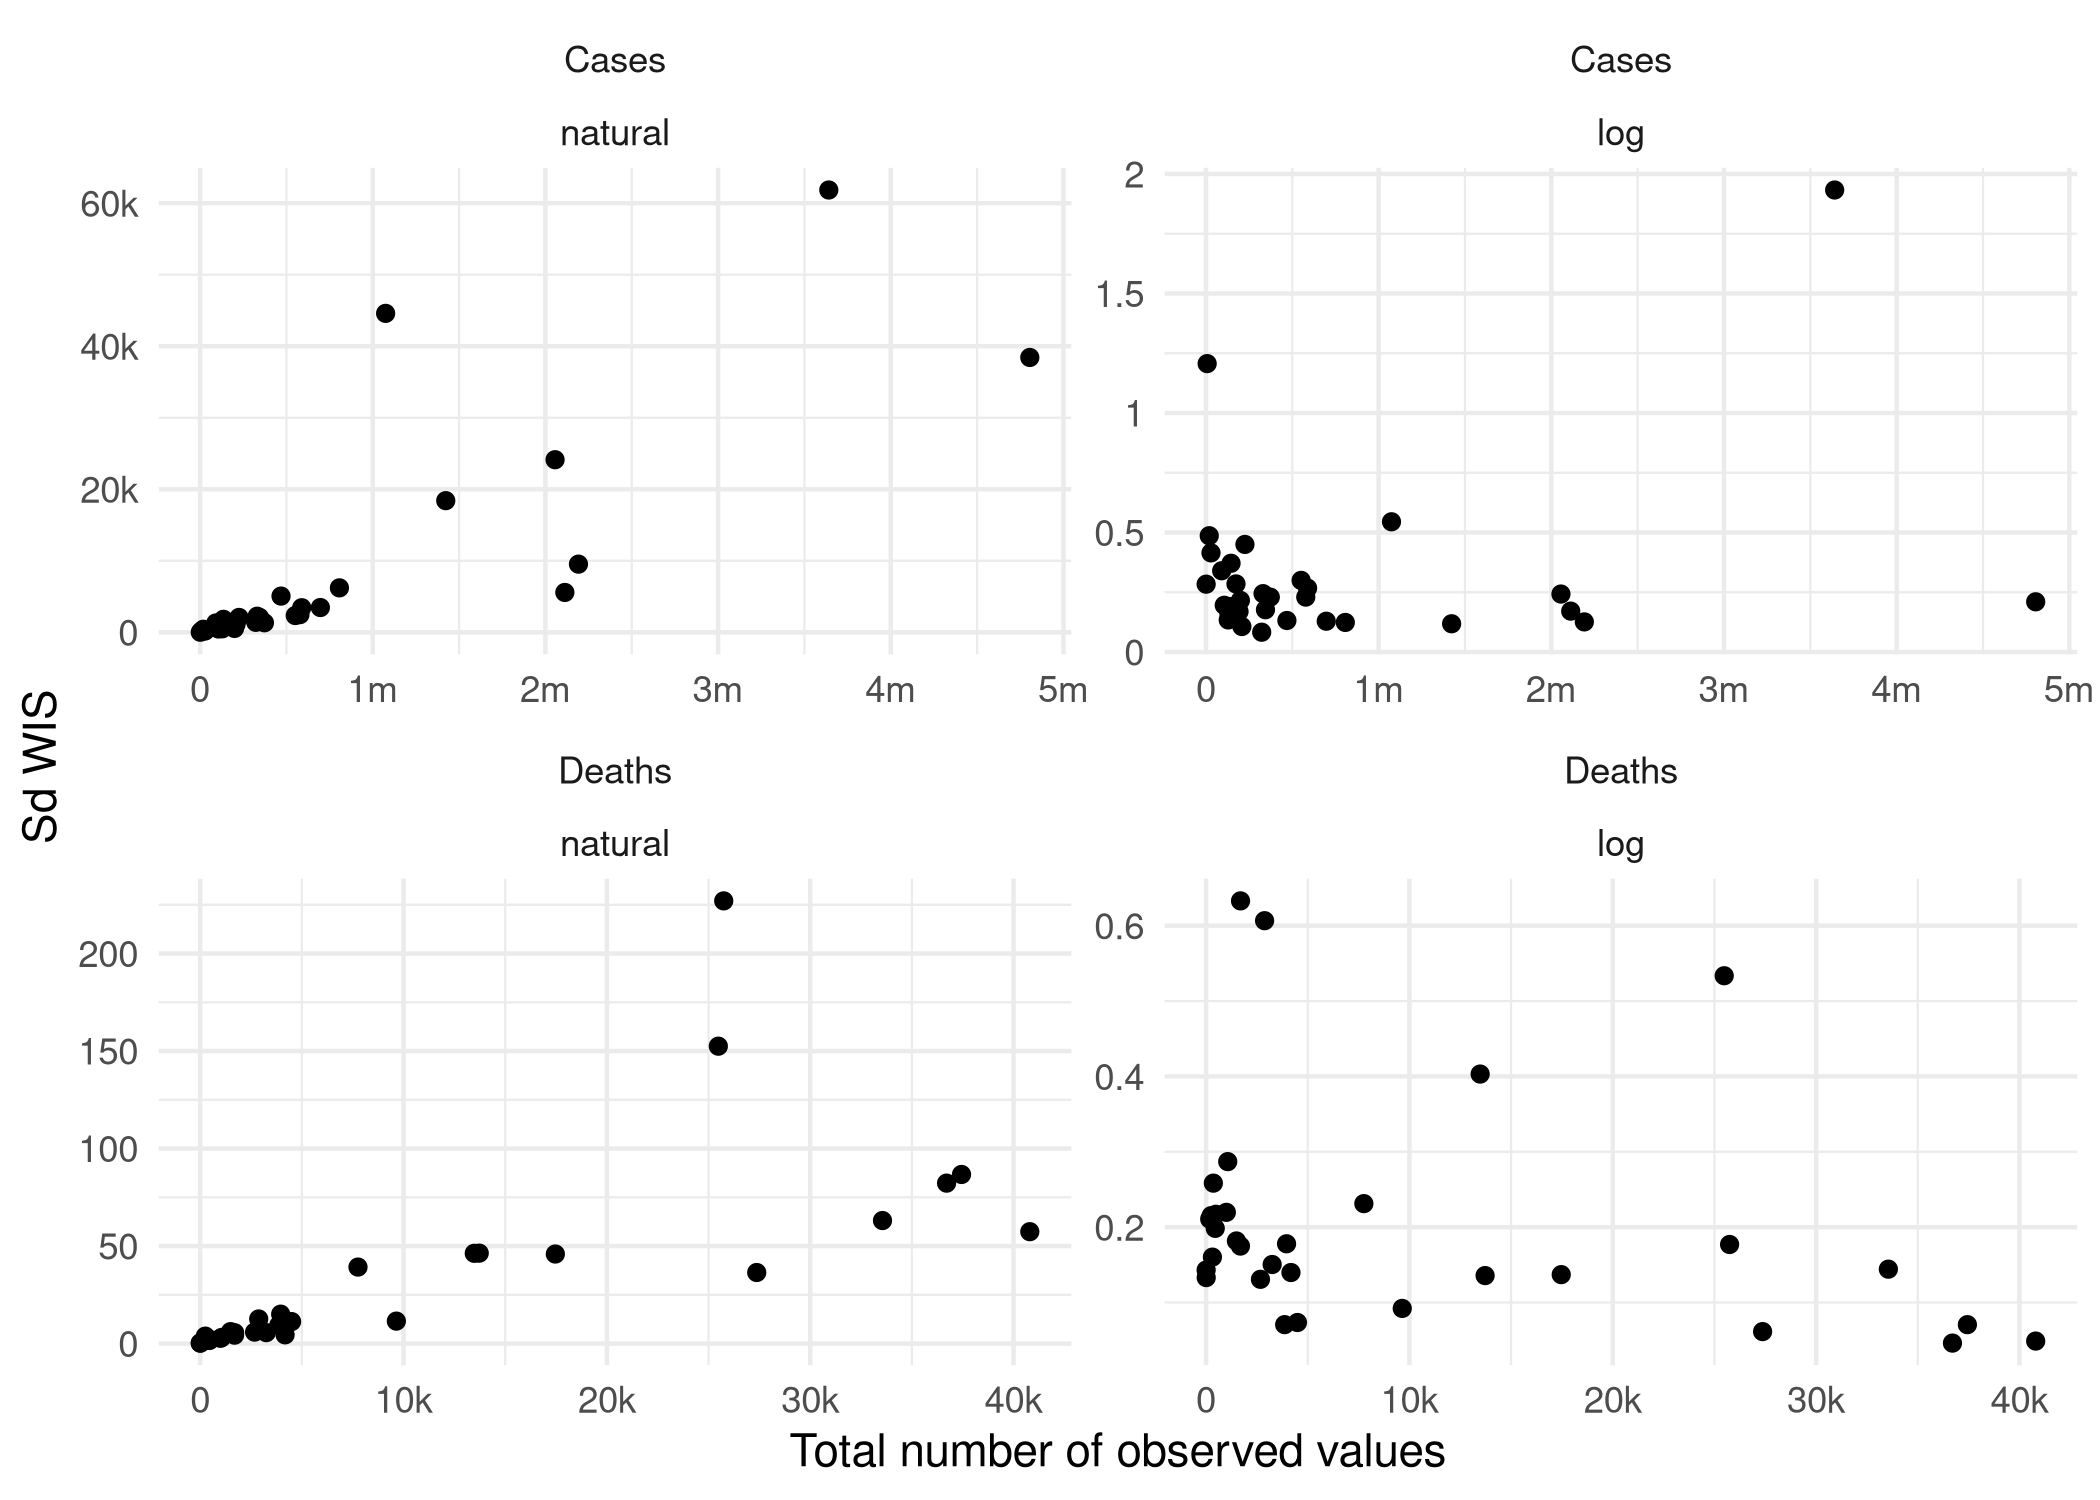 Cases
natural
60k
40k
20k
0
0 1m 2m 3m 4m 5m
Cases
log
2
1.5
1
0.5
0
0 1m 2m 3m 4m 5m
Sd WIS
Deaths
natural
200
150
100
50
0
0 10k 20k 30k 40k
Deaths
log
0.6
0.4
0.2
0 10k 20k 30k 40k
Total number of observed values